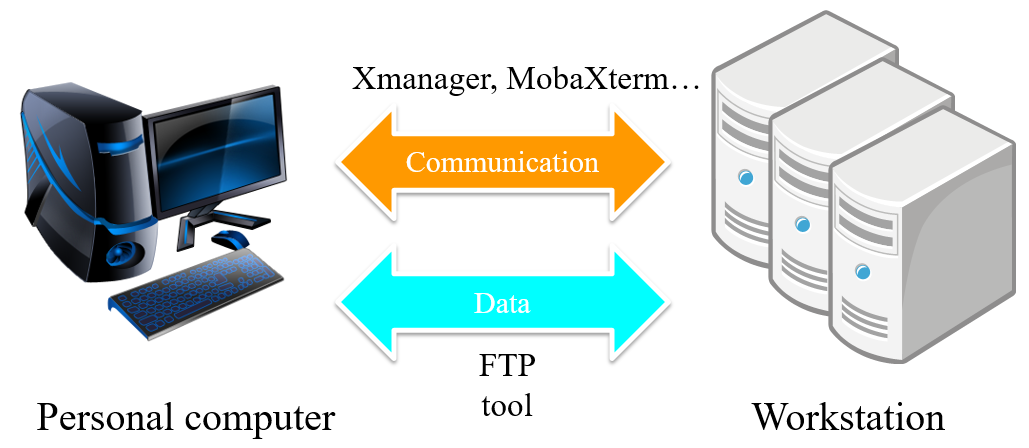 Xmanager, MobaXterm…
Communication
Data
FTP
tool
Personal computer
Workstation